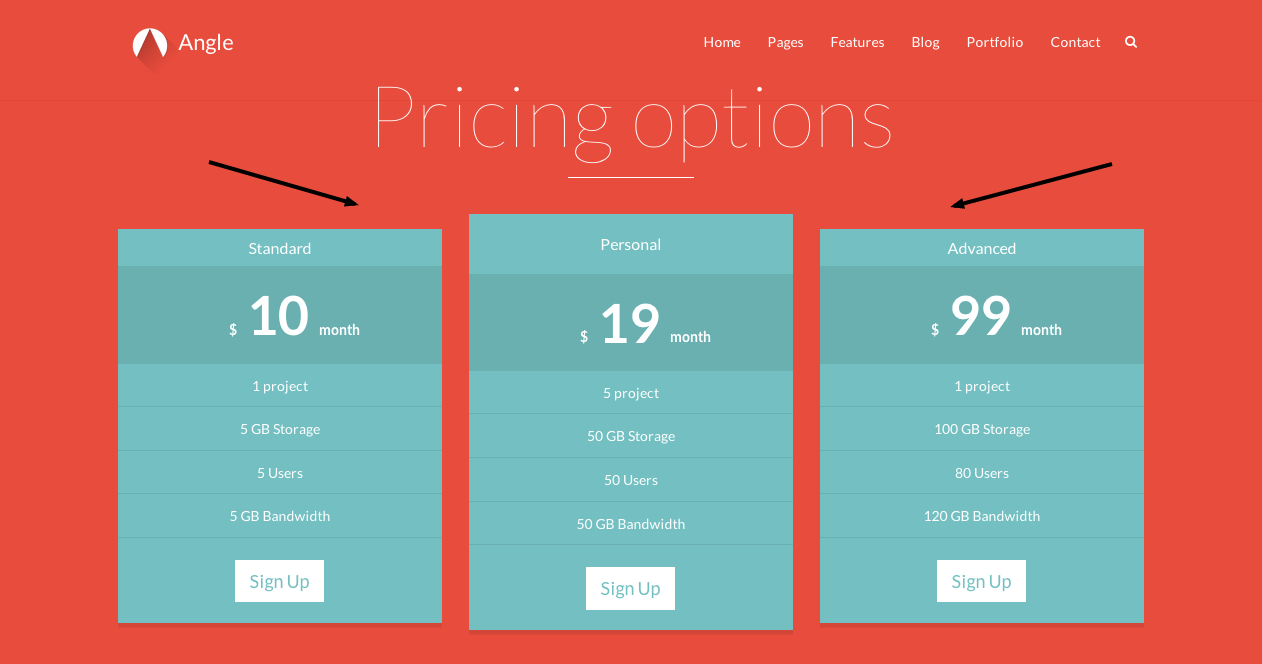 Angle
Home Pages Features Blog Portfolio Contact
Pricing options
Standard
$ 10 month
1 project
5 GB Storage
5 Users
5 GB Bandwidth
Sign Up
Personal
$ 19 month
5 project
50 GB Storage
50 Users
50 GB Bandwidth
Sign Up
Advanced
$ 99 month
1 project
100 GB Storage
80 Users
120 GB Bandwidth
Sign Up